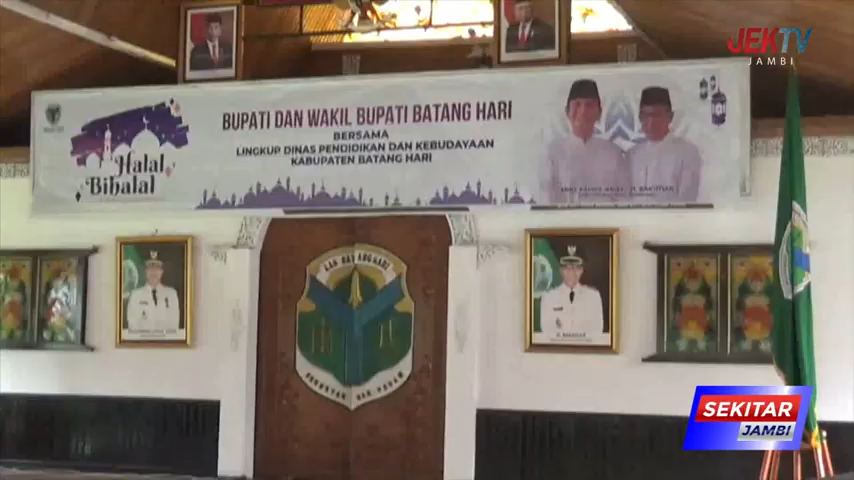 JEKTV
JAMBI
BUPATI DAN WAKIL BUPATI BATANG HARI
BERSAMA
LINGKUP DINAS PENDIDIKAN DAN KEBUDAYAAN
KABUPATEN BATANG HARI
Halal
Bihalal
H. BAKHTIAR
SEKITAR
JAMBI